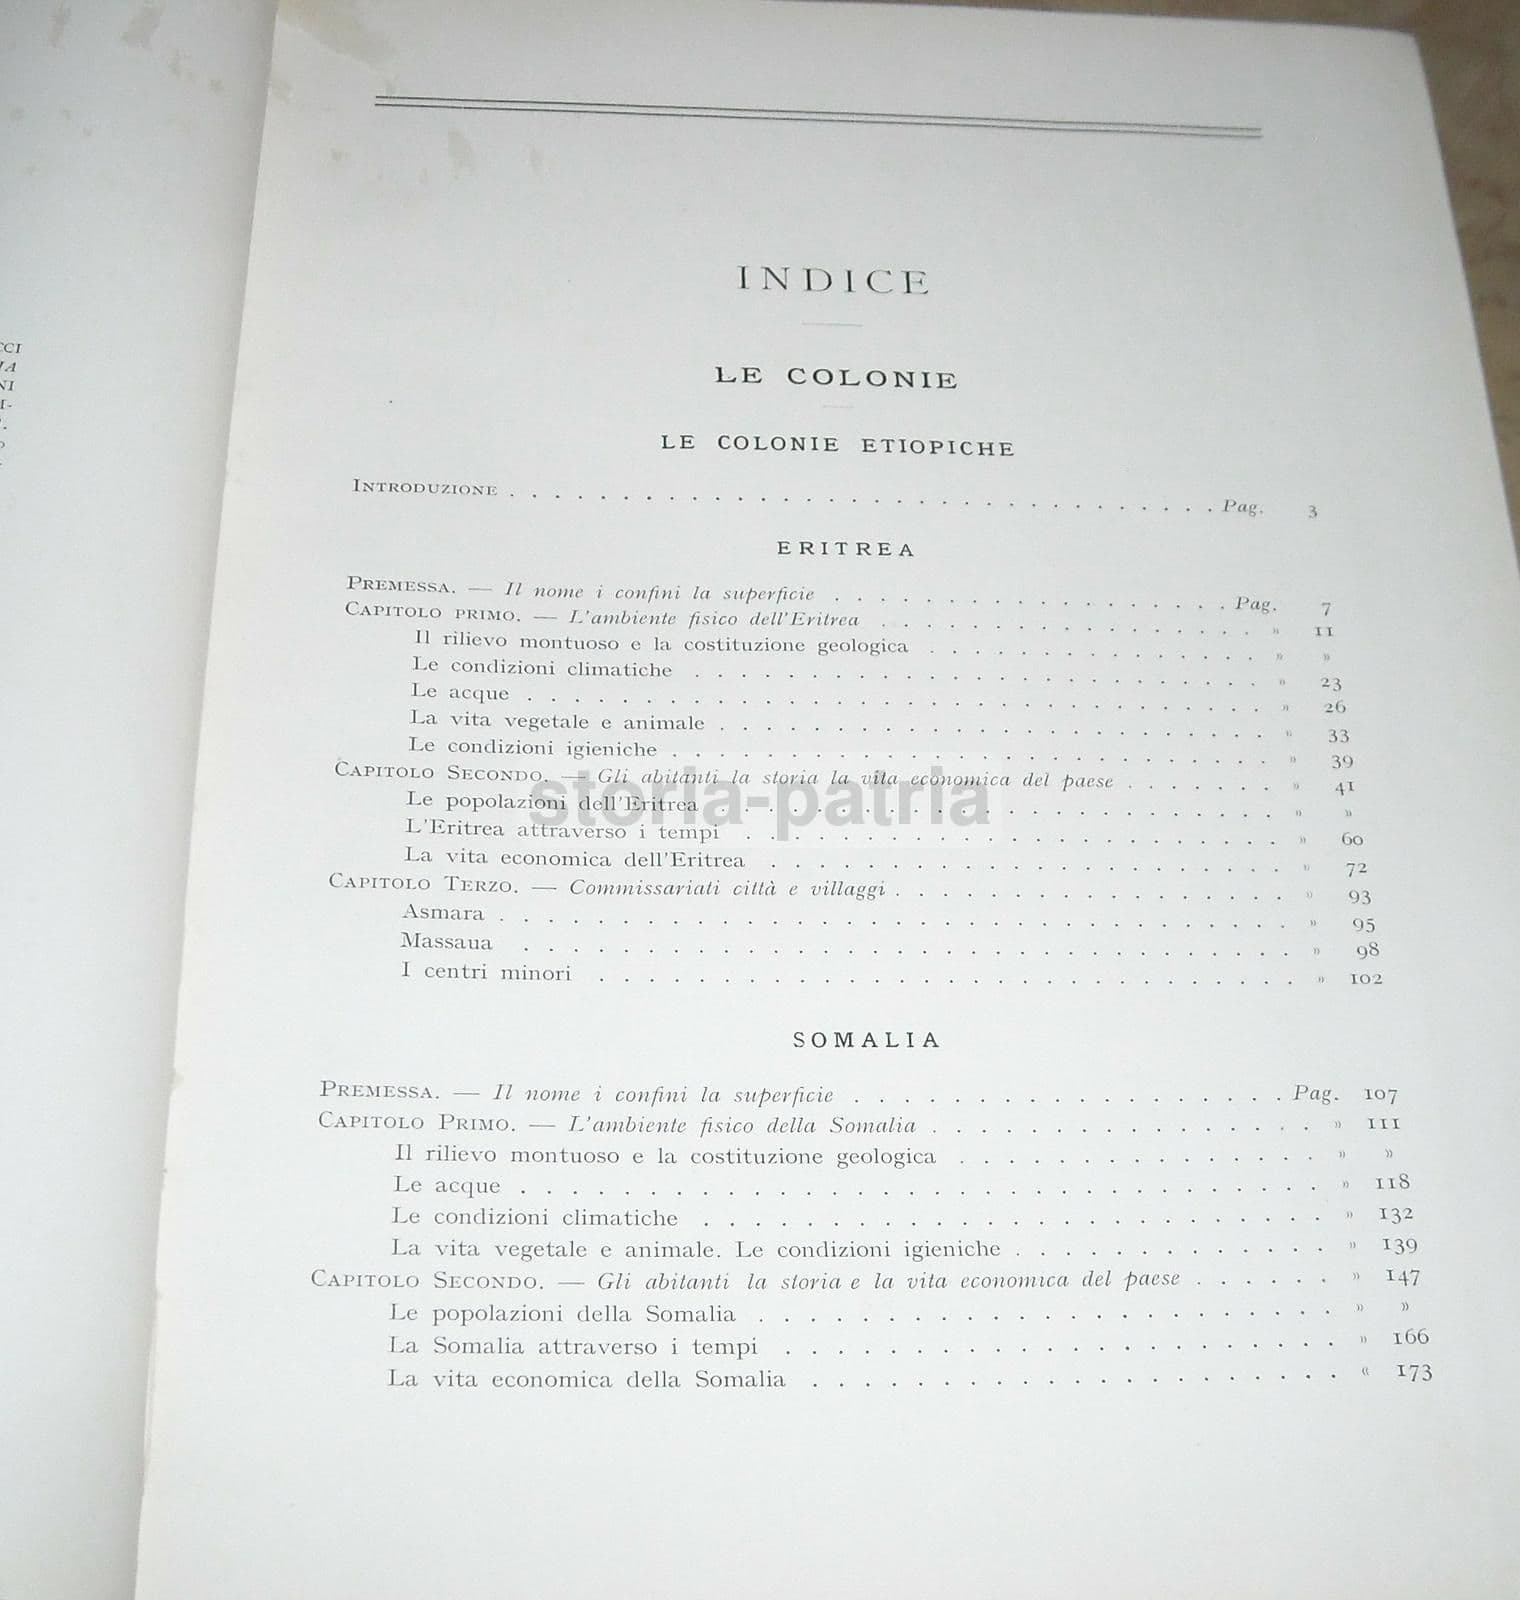 INDICE
LE COLONIE
LE COLONIE ETIOPICHE
INTRODUZIONE . . . . . . . . . . Pag. 3
ERITREA
PREMESSA. — Il nome i confini la superficie . . . . . . . . . . Pag. 7
CAPITOLO PRIMO. — L'ambiente fisico dell'Eritrea . . . . . . . . . . » 11
Il rilievo montuoso e la costituzione geologica . . . . . . . . . . » »
Le condizioni climatiche . . . . . . . . . . » 23
Le acque . . . . . . . . . . » 26
La vita vegetale e animale . . . . . . . . . . » 33
Le condizioni igieniche . . . . . . . . . . » 39
CAPITOLO SECONDO. — Gli abitanti la storia la vita economica del paese . . . . . . . » 41
Le popolazioni dell'Eritrea . . . . . . . . . . » »
storia-patria
L'Eritrea attraverso i tempi . . . . . . . . . . » 60
La vita economica dell'Eritrea . . . . . . . . . . » 72
CAPITOLO TERZO. — Commissariati città e villaggi . . . . . . . . . . » 93
Asmara . . . . . . . . . . » 95
Massaua . . . . . . . . . . » 98
I centri minori . . . . . . . . . . » 102
SOMALIA
PREMESSA. — Il nome i confini la superficie . . . . . . . . . . Pag. 107
CAPITOLO PRIMO. — L'ambiente fisico della Somalia . . . . . . . . . . » 111
Il rilievo montuoso e la costituzione geologica . . . . . . . . . . » »
Le acque . . . . . . . . . . » 118
Le condizioni climatiche . . . . . . . . . . » 132
La vita vegetale e animale. Le condizioni igieniche . . . . . . . . . . » 139
CAPITOLO SECONDO. — Gli abitanti la storia e la vita economica del paese . . . . . . » 147
Le popolazioni della Somalia . . . . . . . . . . » »
La Somalia attraverso i tempi . . . . . . . . . . » 166
La vita economica della Somalia . . . . . . . . . . « 173